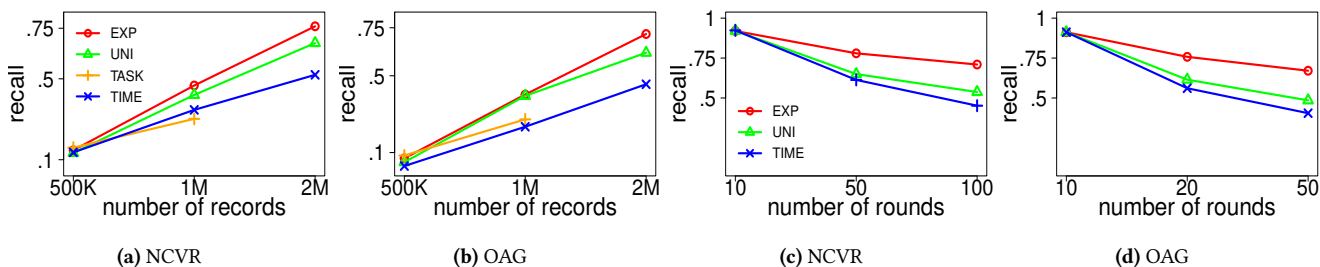 .75
.5
.1
recall
EXP
UNI
TASK
TIME
500K 1M 2M
number of records
(a) NCVR
.5
.1
recall
500K 1M 2M
number of records
(b) OAG
1
.75
.5
recall
EXP
UNI
TIME
10 50 100
number of rounds
(c) NCVR
1
.75
.5
recall
10 20 50
number of rounds
(d) OAG